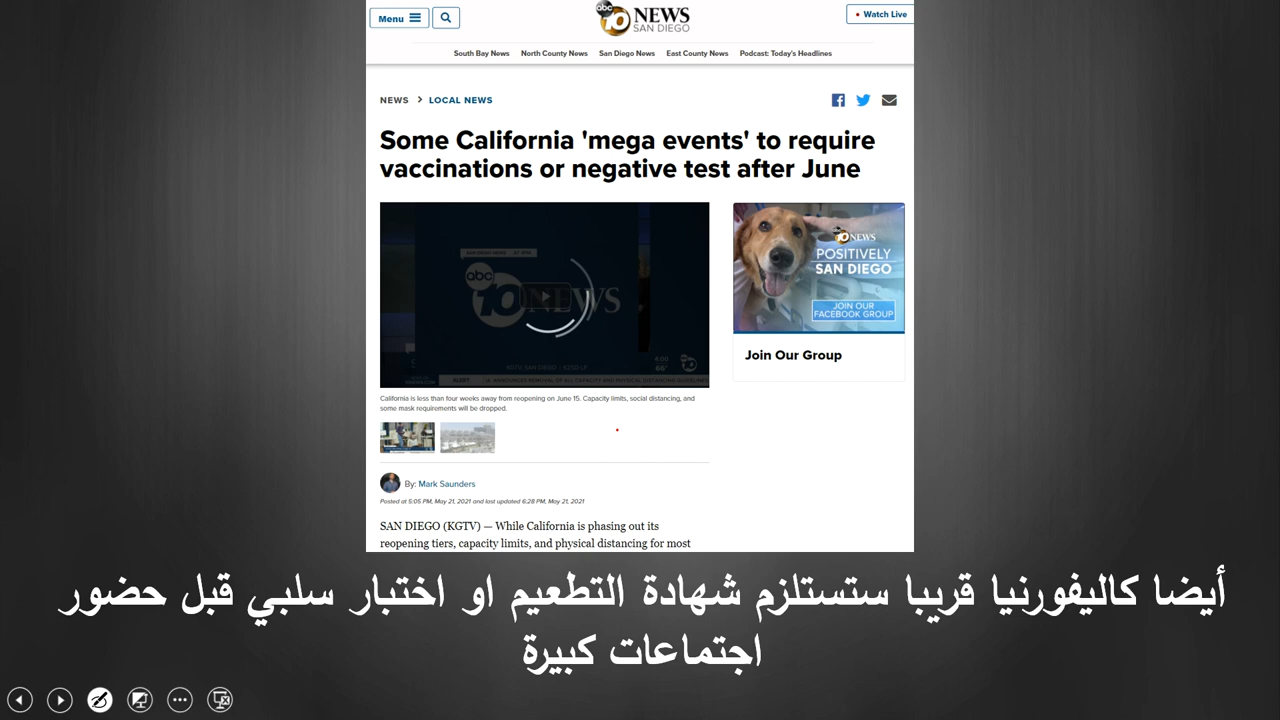 Menu
abc 10 NEWS
SAN DIEGO
Watch Live
South Bay News North County News San Diego News East County News Podcast: Today's Headlines
NEWS > LOCAL NEWS
Some California 'mega events' to require
vaccinations or negative test after June
abc 10 NEWS
10 NEWS
POSITIVELY
SAN DIEGO
JOIN OUR
FACEBOOK GROUP
Join Our Group
California is less than four weeks away from reopening on June 15. Capacity limits, social distancing, and
some mask requirements will be dropped.
By: Mark Saunders
Posted at 5:05 PM, May 21, 2021 and last updated 6:28 PM, May 21, 2021
SAN DIEGO (KGTV) — While California is phasing out its
reopening tiers, capacity limits, and physical distancing for most
أيضا كاليفورنيا قريبا ستستلزم شهادة التطعيم او اختبار سلبي قبل حضور
اجتماعات كبيرة